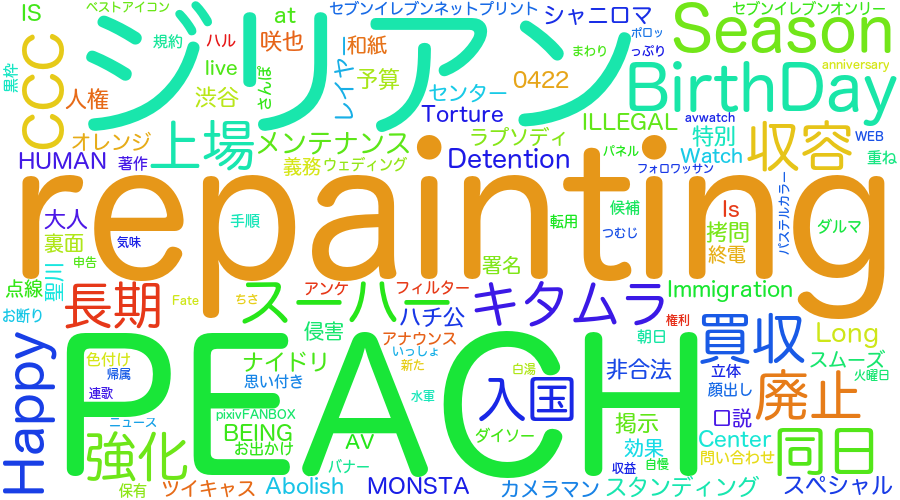 ベストアイコン
セブンイレブンネットプリント
セブンイレブンオンリー
IS
ジリアン
at
シャニロマ
Season
黒枠
CCC
規約
ハル
咲也
和紙
レイヤー
ポロッ
っぷり
まわり
anniversary
live
さんぽ
予算
0422
BirthDay
人権
渋谷
センター
Torture
ILLEGAL
avwatch
オレンジ
上場
メンテナンス
ラプソディ
特別
収容
WEB
HUMAN
著作
義務
ウェディング
Detention
パネル
Watch
重ね
フォロワッサン
repainting
大人
手順
転用
候補
Is
パステルカラー
裏面
気味
つむじ
拷問
ダルマ
申告
聖川
署名
終電
点線
長期
スーハー
アンケ
フィルター
キタムラ
Immigration
お断り
Fate
ちさ
ハチ公
権利
侵害
アナウンス
朝日
買収
Long
Happy
PEACH
色付け
ナイドリ
いっしょ
新た
スムーズ
帰属
思い付き
白湯
非合法
立体
火曜日
連歌
水軍
入国
顔出し
廃止
pixivFANBOX
ニュース
BEING
掲示
口説
強化
お出かけ
AV
ダイソー
効果
Center
同日
バナー
収益
自慢
問い合わせ
保有
ツイキャス
Abolish
MONSTA
カメラマン
スタンディング
スペシャル